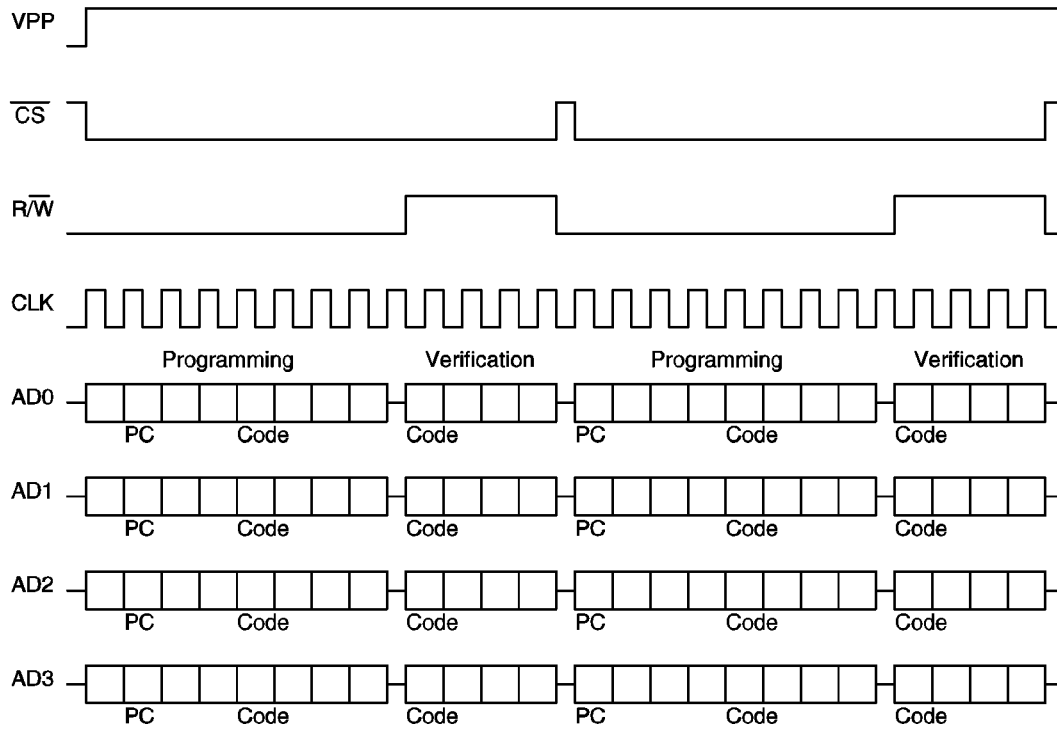 VPP
C̅S̅
R/W̅
CLK
Programming Verification Programming Verification
AD0
PC Code Code PC Code Code
AD1
PC Code Code PC Code Code
AD2
PC Code Code PC Code Code
AD3
PC Code Code PC Code Code